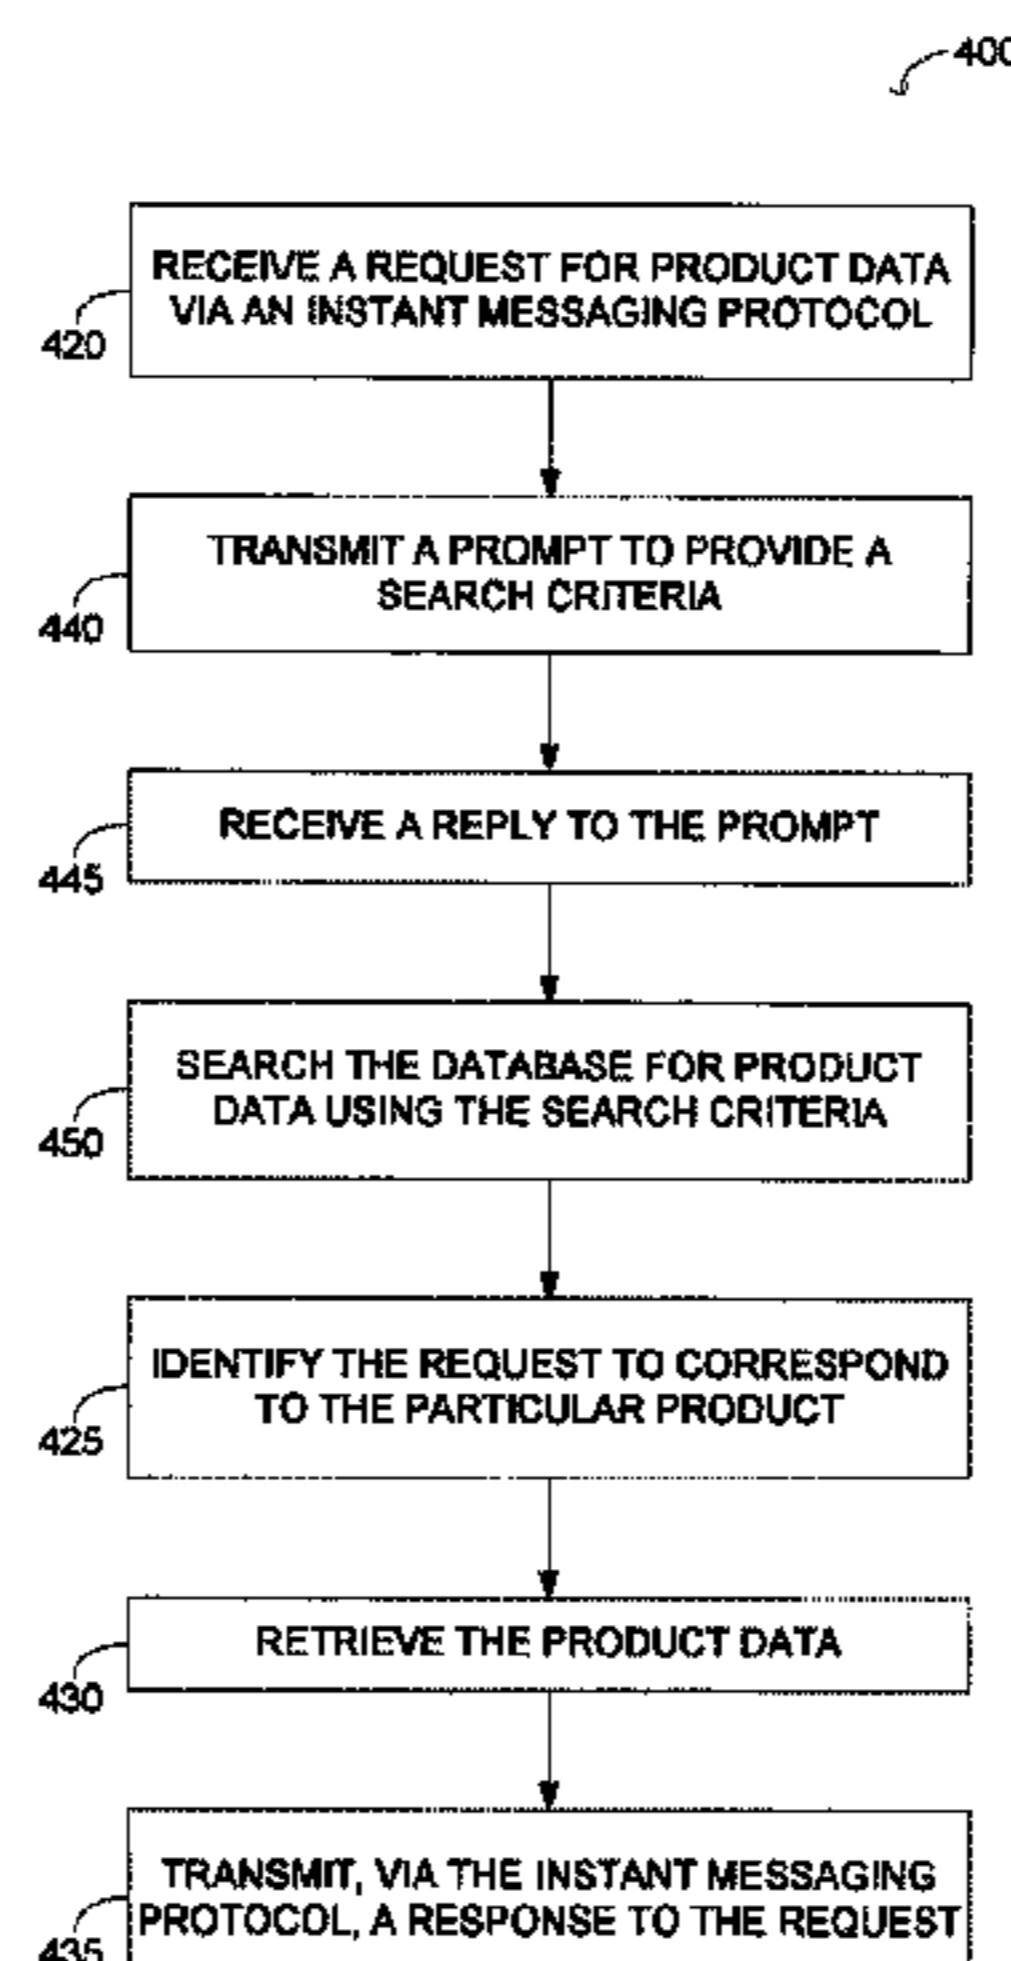 400
RECEIVE A REQUEST FOR PRODUCT DATA
VIA AN INSTANT MESSAGING PROTOCOL
420
TRANSMIT A PROMPT TO PROVIDE A
SEARCH CRITERIA
440
RECEIVE A REPLY TO THE PROMPT
445
SEARCH THE DATABASE FOR PRODUCT
DATA USING THE SEARCH CRITERIA
450
IDENTIFY THE REQUEST TO CORRESPOND
TO THE PARTICULAR PRODUCT
425
RETRIEVE THE PRODUCT DATA
430
TRANSMIT, VIA THE INSTANT MESSAGING
PROTOCOL, A RESPONSE TO THE REQUEST
435